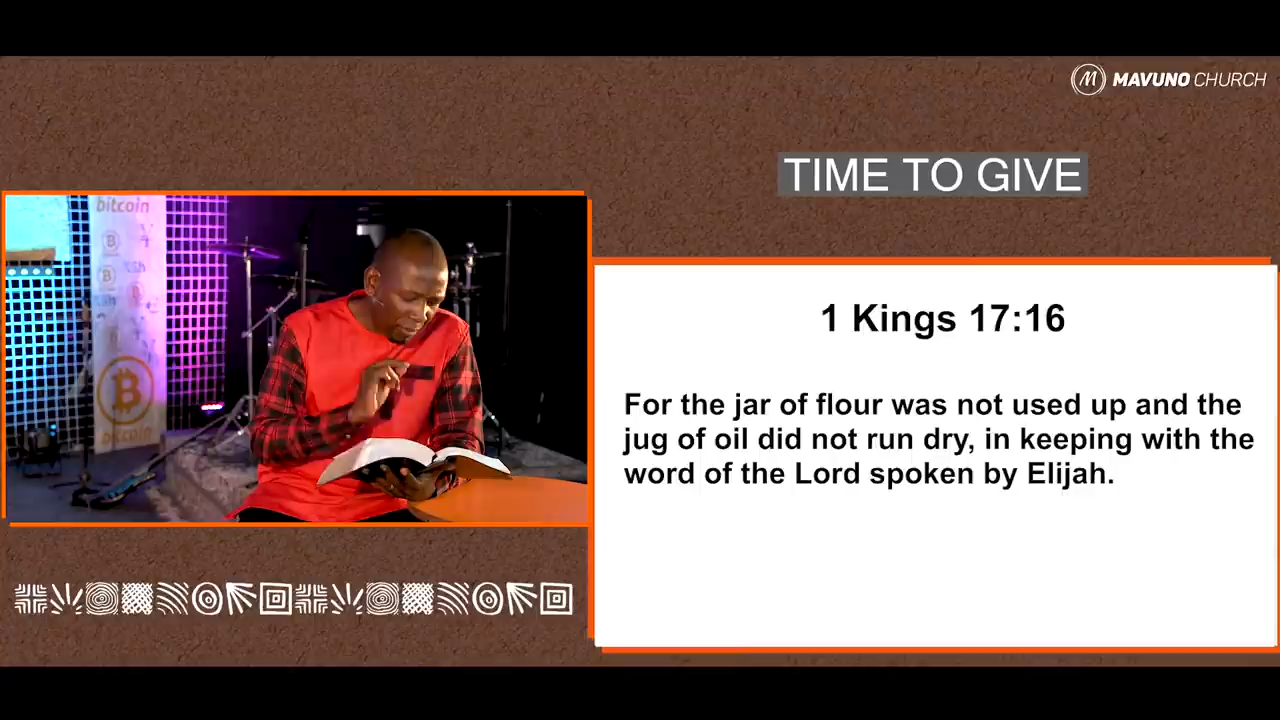 MAVUNO CHURCH
TIME TO GIVE
bitcoin
bitcoin
1 Kings 17:16
For the jar of flour was not used up and the
jug of oil did not run dry, in keeping with the
word of the Lord spoken by Elijah.